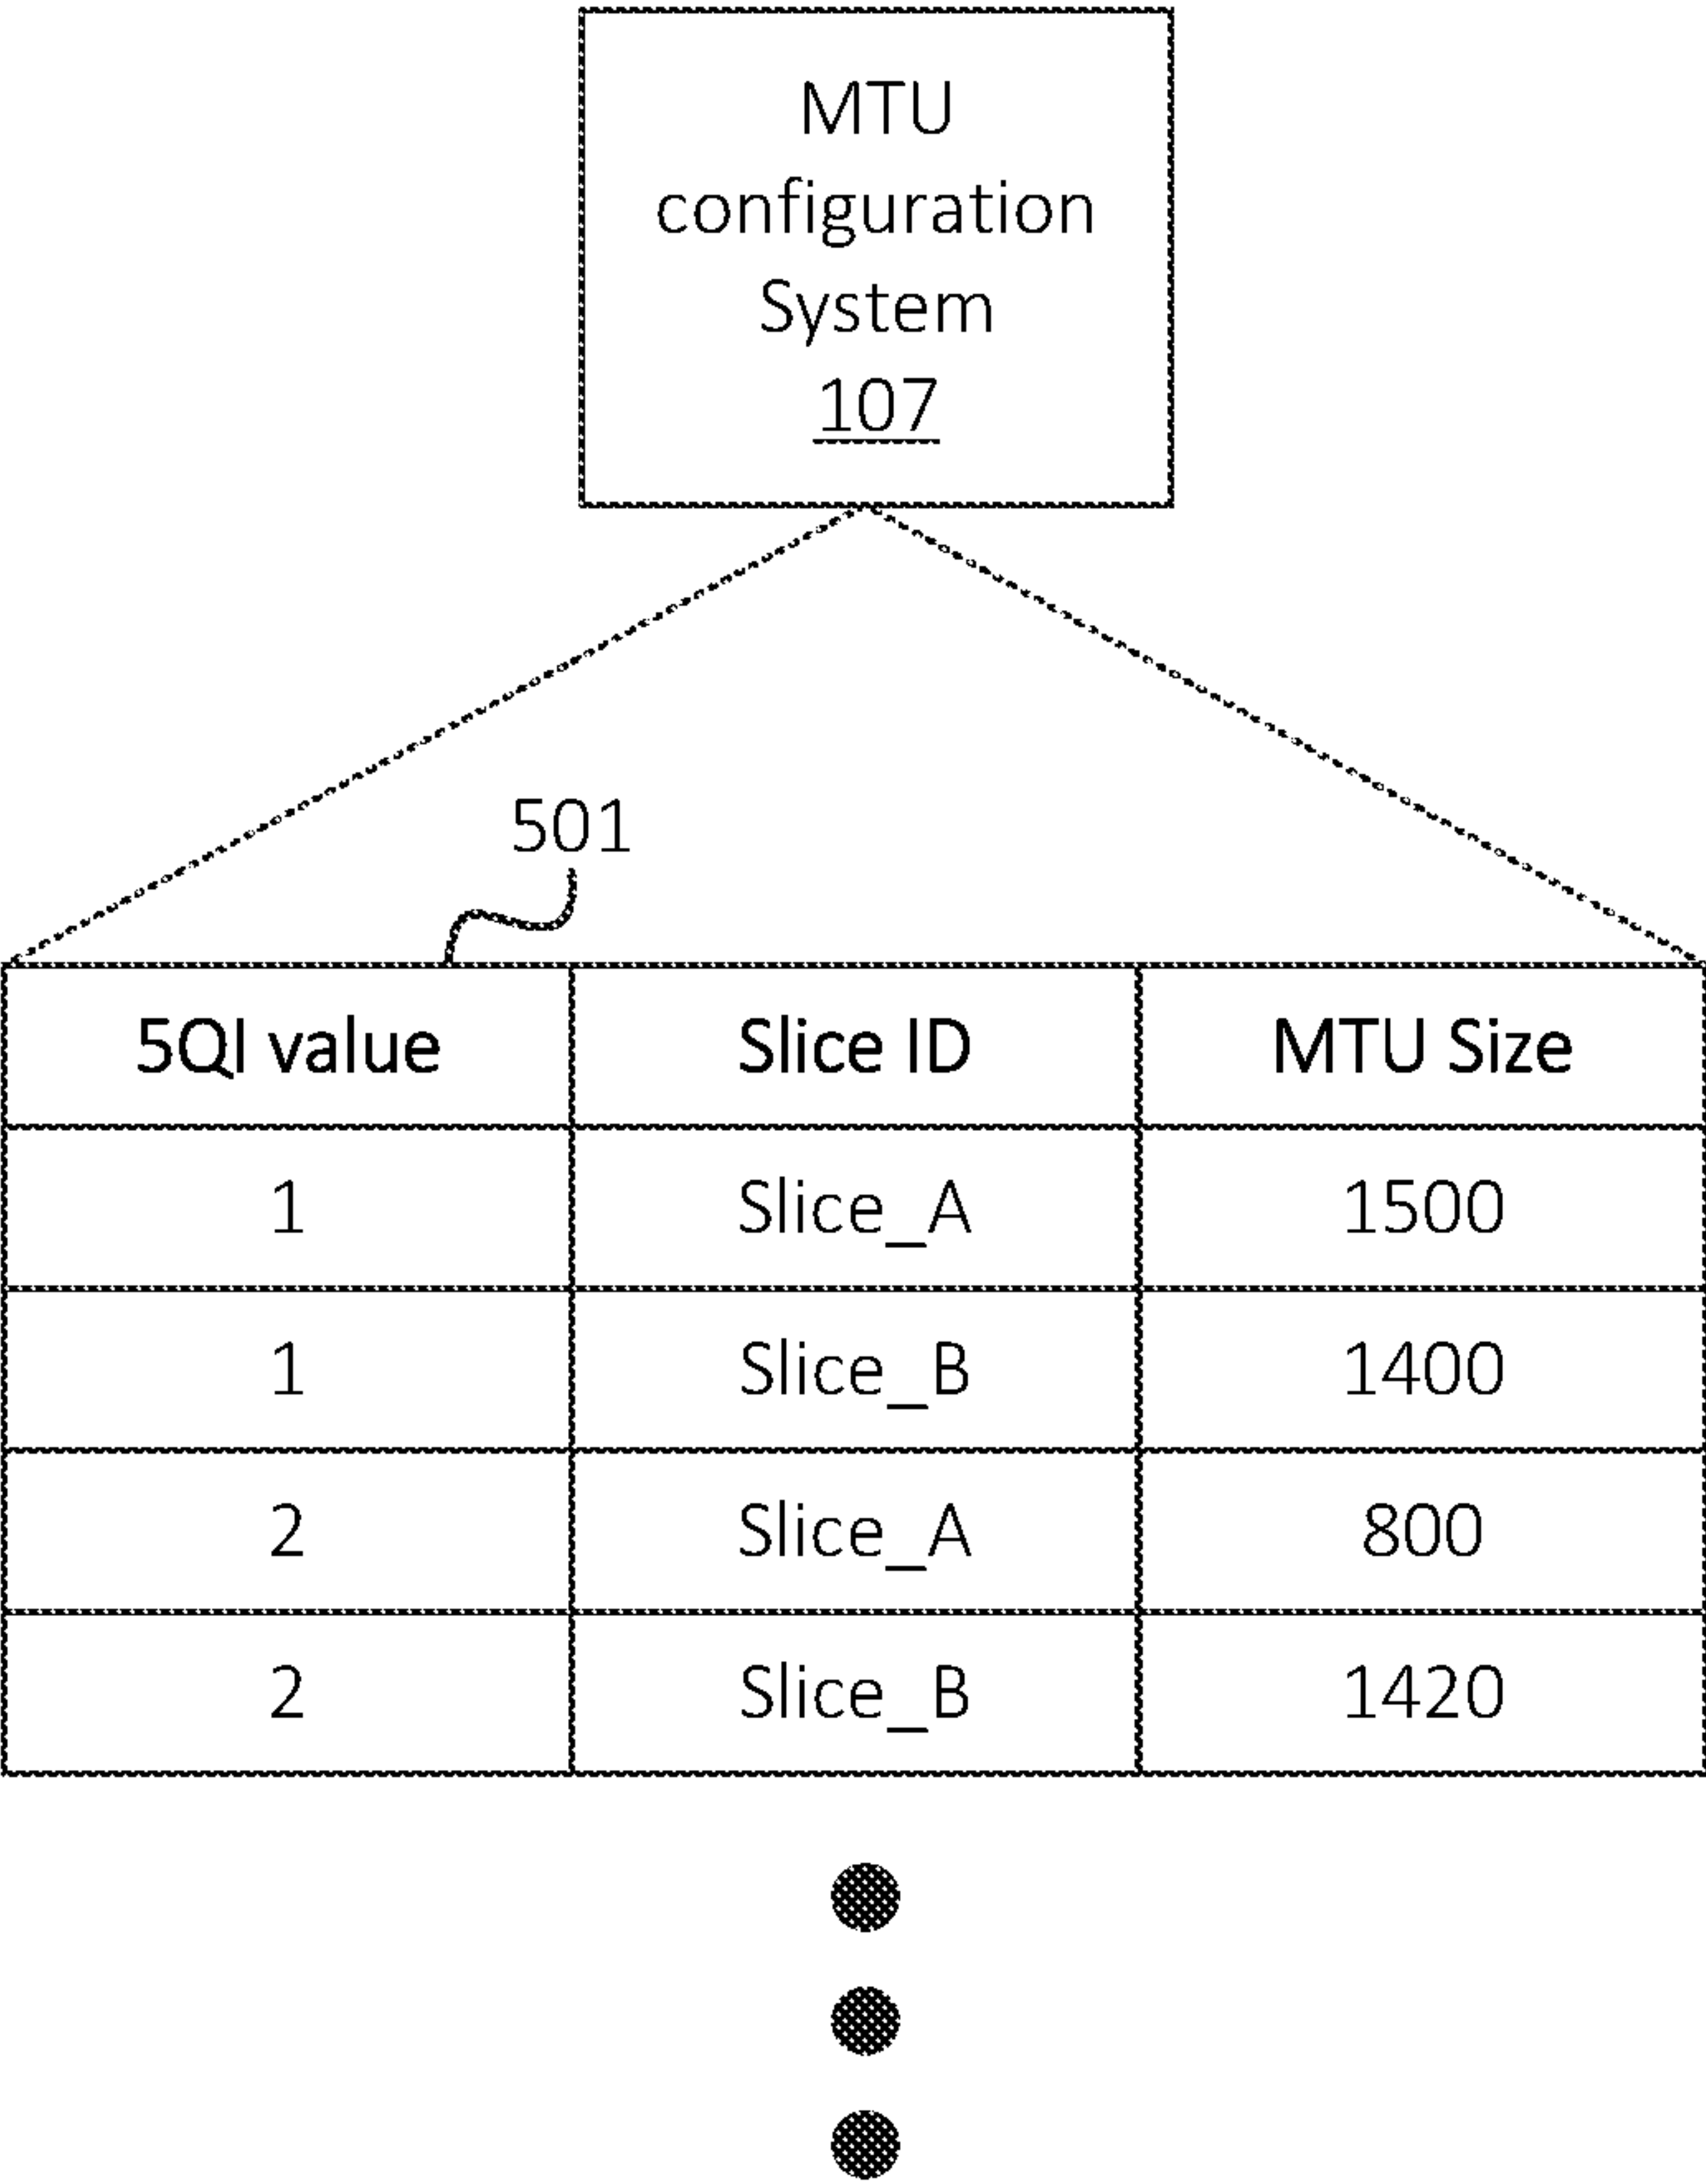 MTU
configuration
System
107
501
5QI value Slice ID MTU Size
1 Slice_A 1500
1 Slice_B 1400
2 Slice_A 800
2 Slice_B 1420